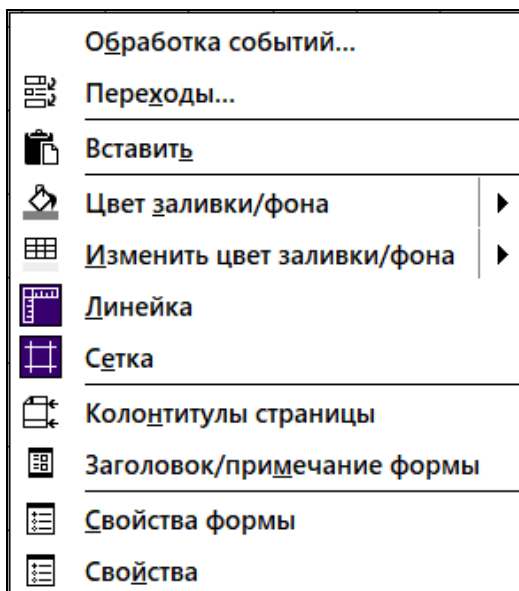 Обработка событий...
Переходы...
Вставить
Цвет заливки/фона
Изменить цвет заливки/фона
Линейка
Сетка
Колонтитулы страницы
Заголовок/примечание формы
Свойства формы
Свойства